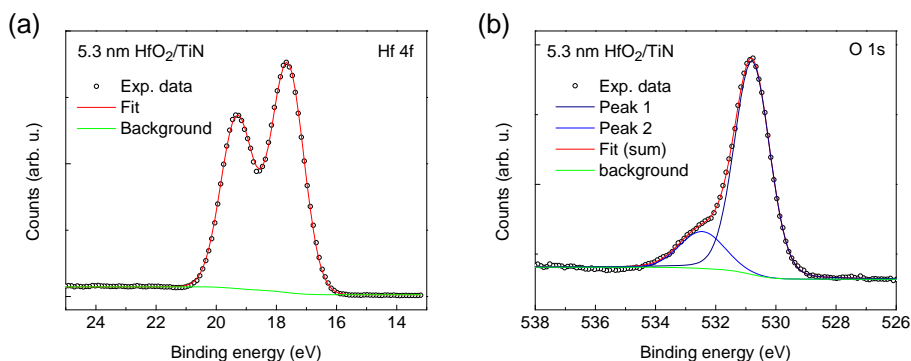 (a)
5.3 nm HfO2/TiN
Hf 4f
Exp. data
Fit
Background
Counts (arb. u.)
24 22 20 18 16 14
Binding energy (eV)
(b)
5.3 nm HfO2/TiN
O 1s
Exp. data
Peak 1
Peak 2
Fit (sum)
background
Counts (arb. u.)
538 536 534 532 530 528 526
Binding energy (eV)